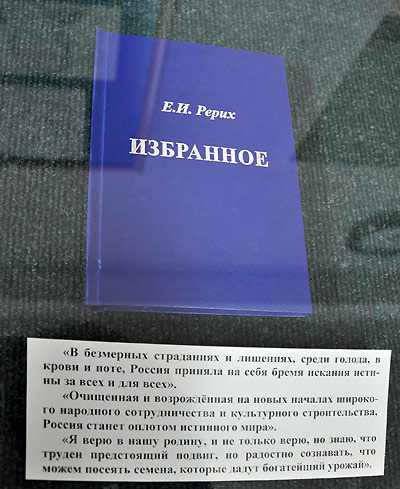 Е.И. Рерих
ИЗБРАННОЕ
«В безмерных страданиях и лишениях, среди голода, в
крови и поте, Россия приняла на себя бремя искания исти-
ны за всех и для всех».
«Очищенная и возрождённая на новых началах широко-
го народного сотрудничества и культурного строительства,
Россия станет оплотом истинного мира».
«Я верю в нашу родину, и не только верю, но знаю, что
труден предстоящий подвиг, но радостно сознавать, что
можем посеять семена, которые дадут богатейший урожай».